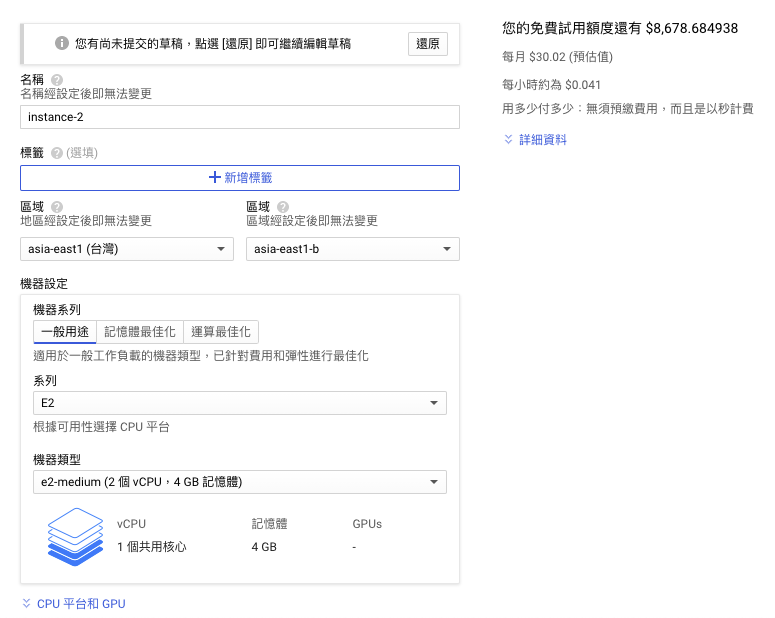 您有尚未提交的草稿，點選 [還原] 即可繼續編輯草稿
還原
名稱
名稱經設定後即無法變更
instance-2
標籤 (選填)
新增標籤
區域
地區經設定後即無法變更
asia-east1 (台灣)
區域
區域經設定後即無法變更
asia-east1-b
機器設定
機器系列
一般用途 記憶體最佳化 運算最佳化
適用於一般工作負載的機器類型，已針對費用和彈性進行最佳化
系列
E2
根據可用性選擇 CPU 平台
機器類型
e2-medium (2 個 vCPU，4 GB 記憶體)
vCPU 記憶體 GPUs
1 個共用核心 4 GB -
CPU 平台和 GPU
您的免費試用額度還有 $8,678.684938
每月 $30.02 (預估值)
每小時約為 $0.041
用多少付多少：無須預繳費用，而且是以秒計費
詳細資料